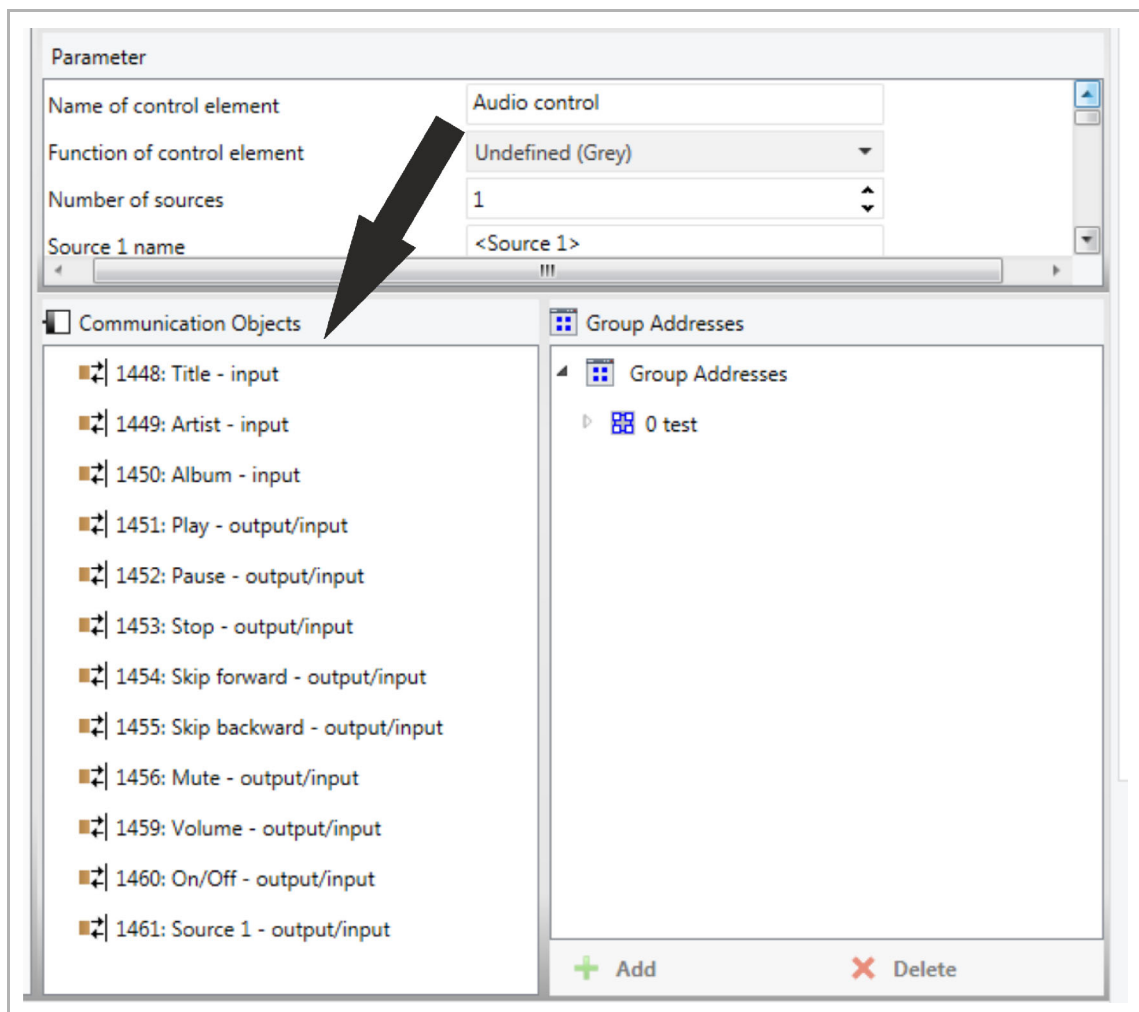 Parameter
Name of control element Audio control
Function of control element Undefined (Grey)
Number of sources 1
Source 1 name <Source 1>
Communication Objects
1448: Title - input
1449: Artist - input
1450: Album - input
1451: Play - output/input
1452: Pause - output/input
1453: Stop - output/input
1454: Skip forward - output/input
1455: Skip backward - output/input
1456: Mute - output/input
1459: Volume - output/input
1460: On/Off - output/input
1461: Source 1 - output/input
Group Addresses
Group Addresses
0 test
Add Delete